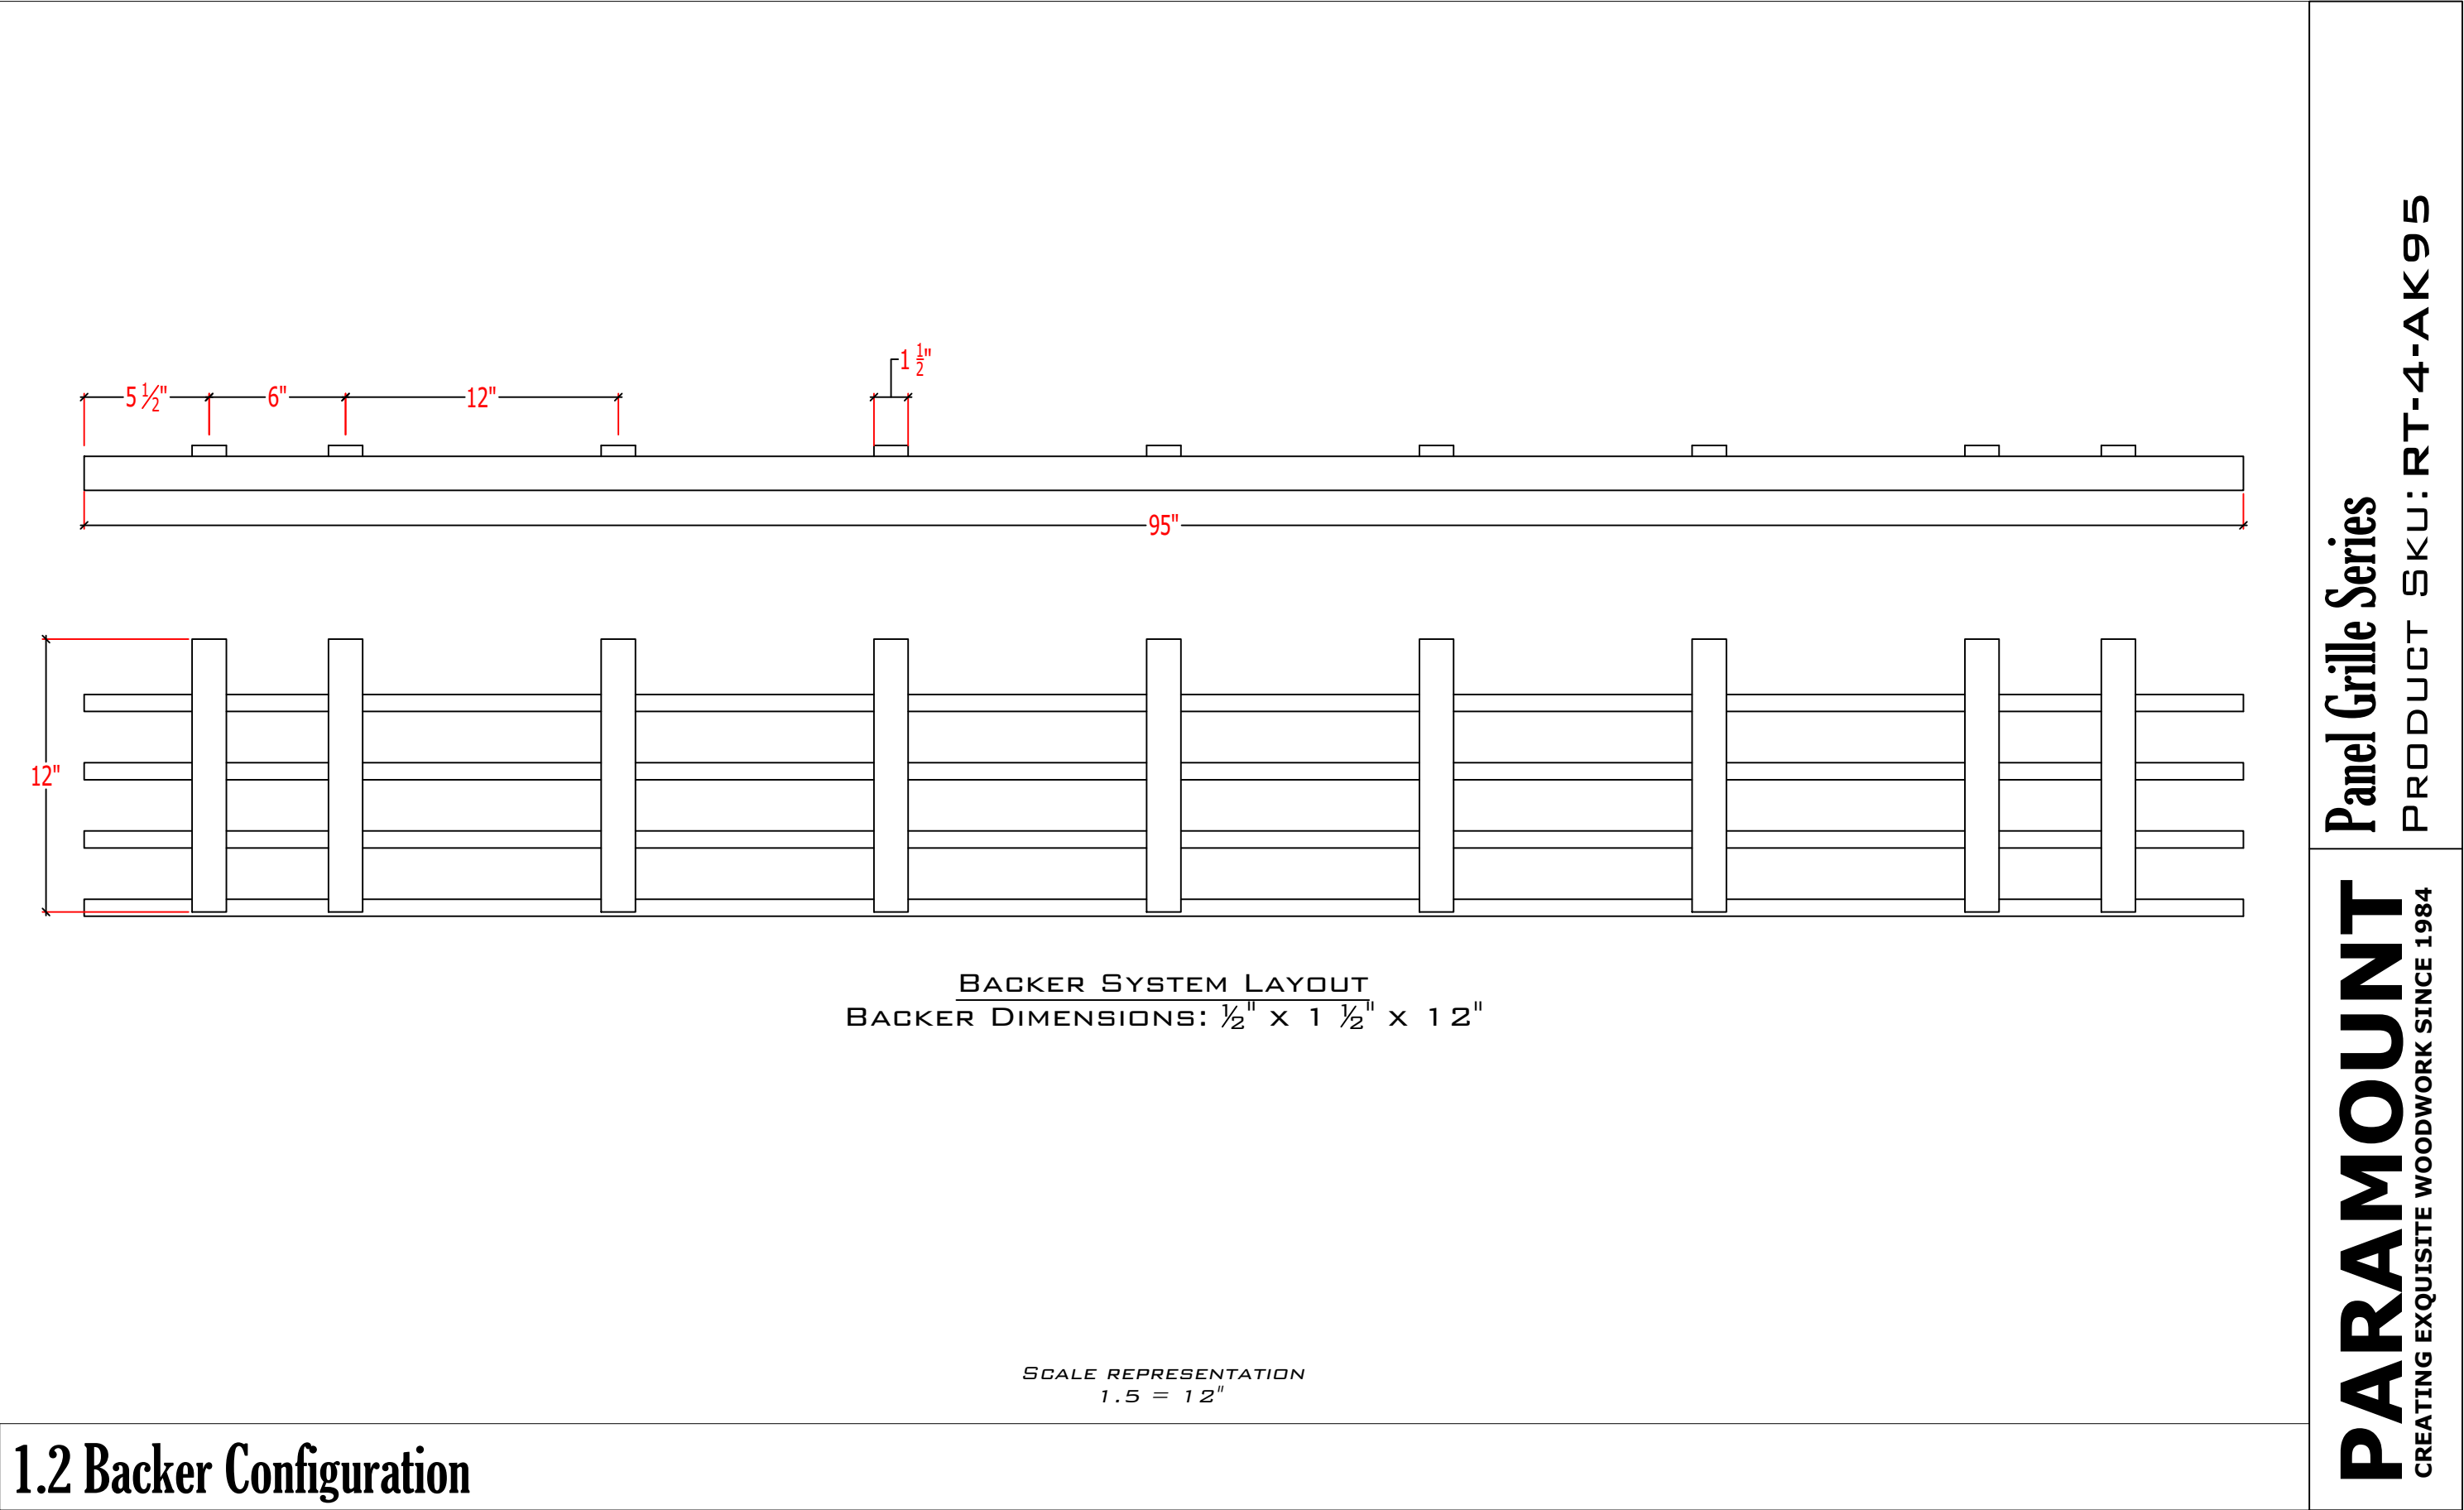 1 1/2"
5 ½"
6"
12"
95"
12"
Backer System Layout
Backer Dimensions: ½" x 1 ½" x 12"
Scale representation
1.5 = 12"
1.2 Backer Configuration
Panel Grille Series
Product Sku: RT-4-AK95
PARAMOUNT
CREATING EXQUISITE WOODWORK SINCE 1984